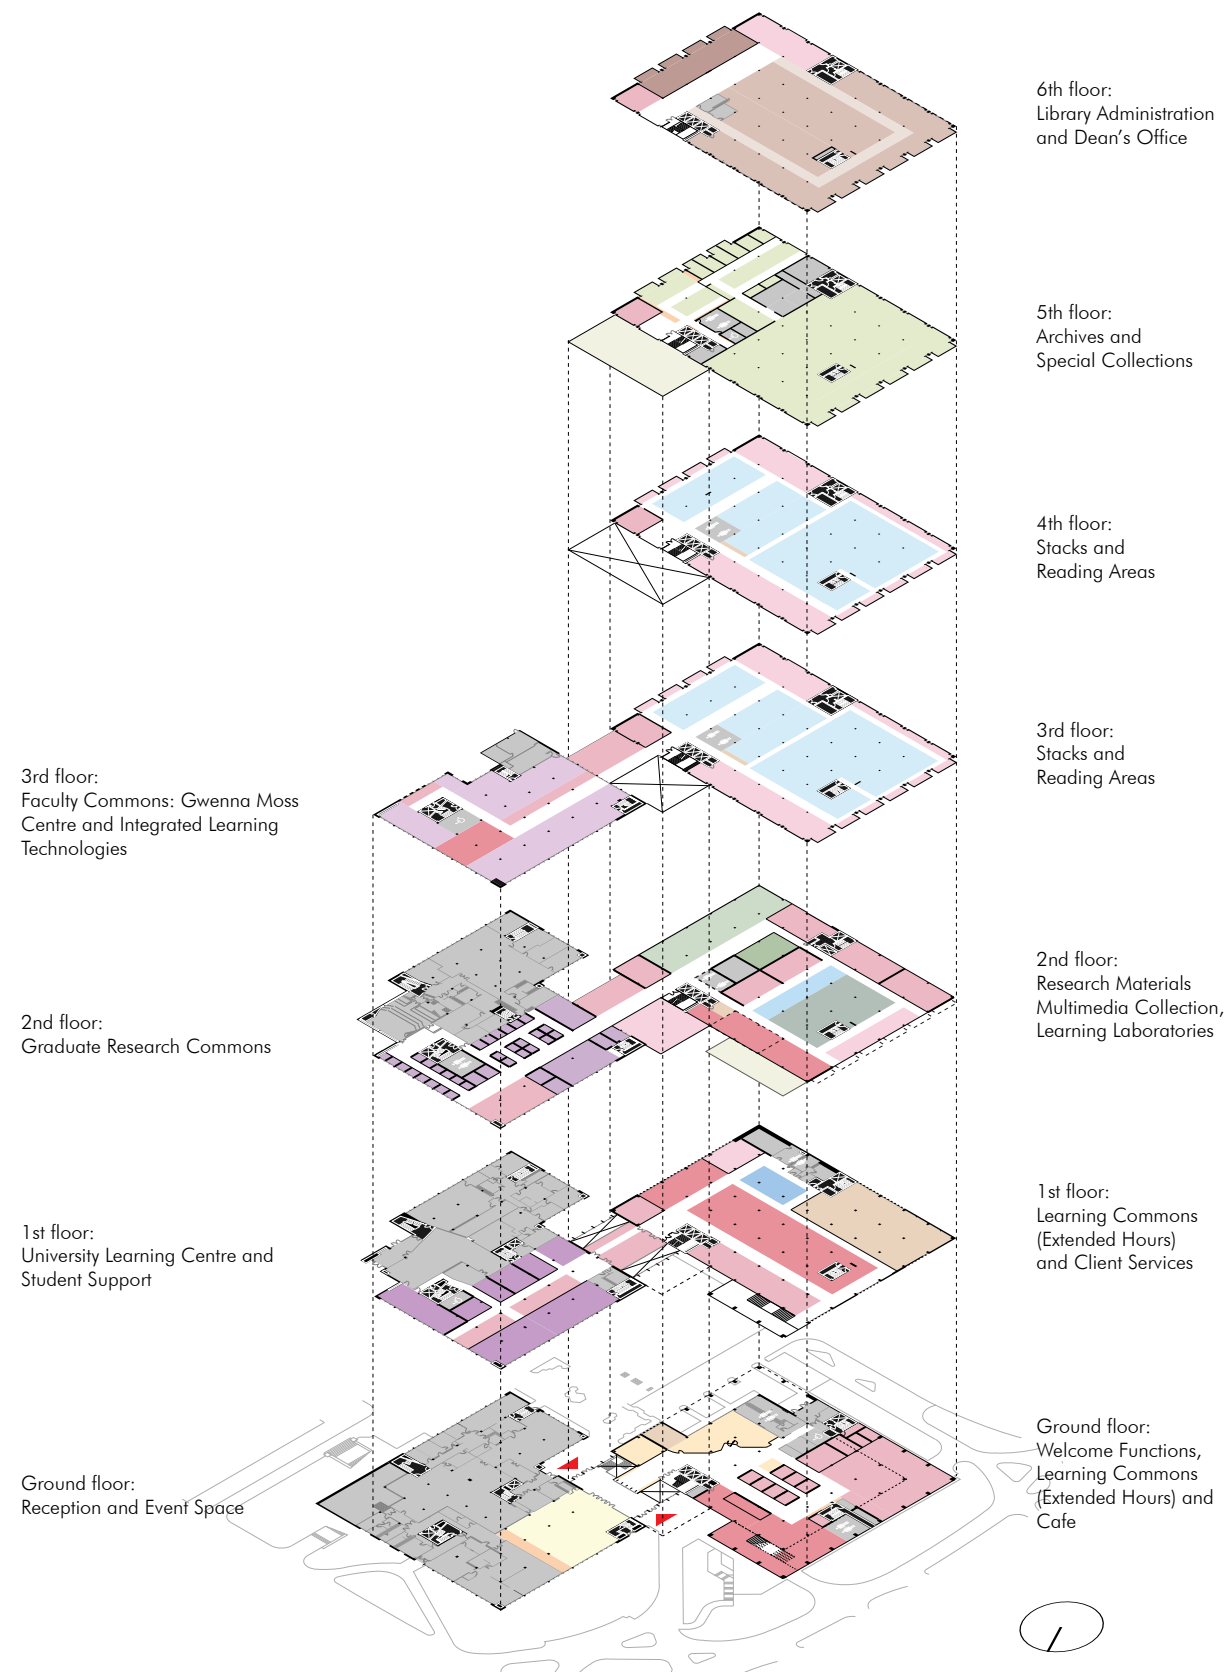 6th floor:
Library Administration
and Dean's Office
5th floor:
Archives and
Special Collections
4th floor:
Stacks and
Reading Areas
3rd floor:
Stacks and
Reading Areas
3rd floor:
Faculty Commons: Gwenna Moss
Centre and Integrated Learning
Technologies
2nd floor:
Research Materials
Multimedia Collection,
Learning Laboratories
2nd floor:
Graduate Research Commons
1st floor:
Learning Commons
(Extended Hours)
and Client Services
1st floor:
University Learning Centre and
Student Support
Ground floor:
Welcome Functions,
Learning Commons
(Extended Hours) and
Cafe
Ground floor:
Reception and Event Space